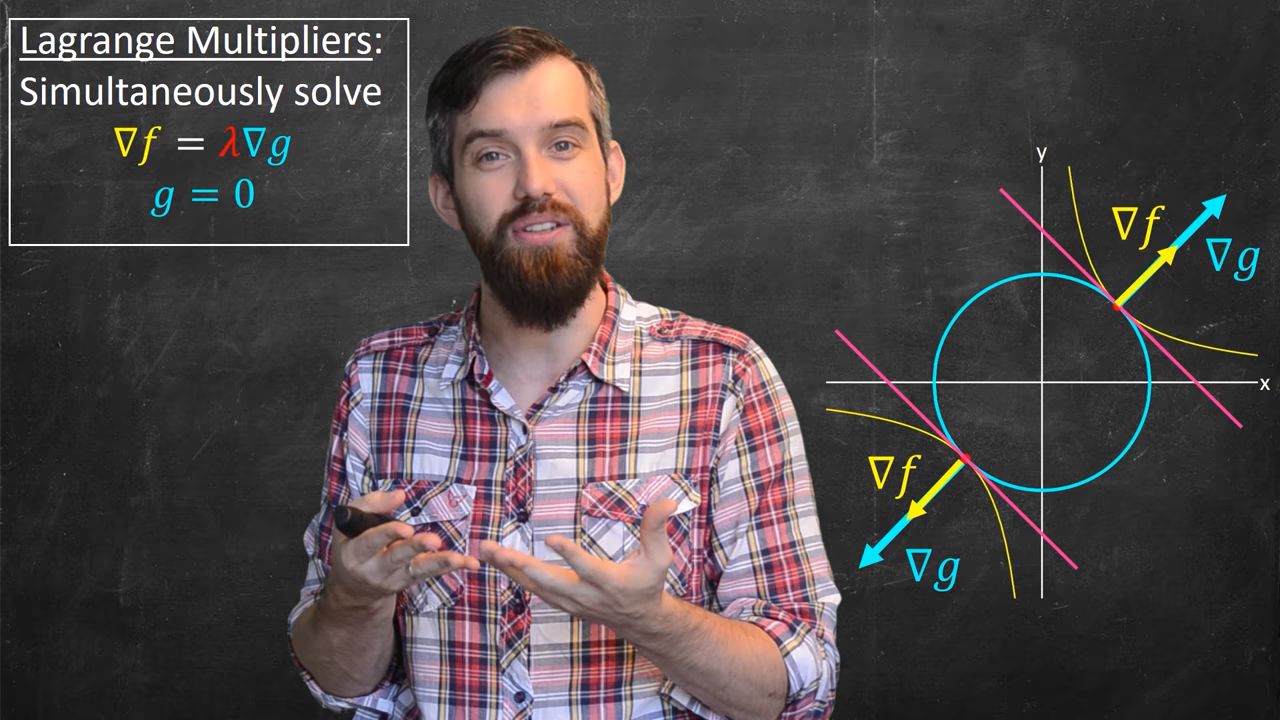 Lagrange Multipliers:
Simultaneously solve
∇f = λ∇g
g = 0
y
∇f
∇g
x
∇f
∇g